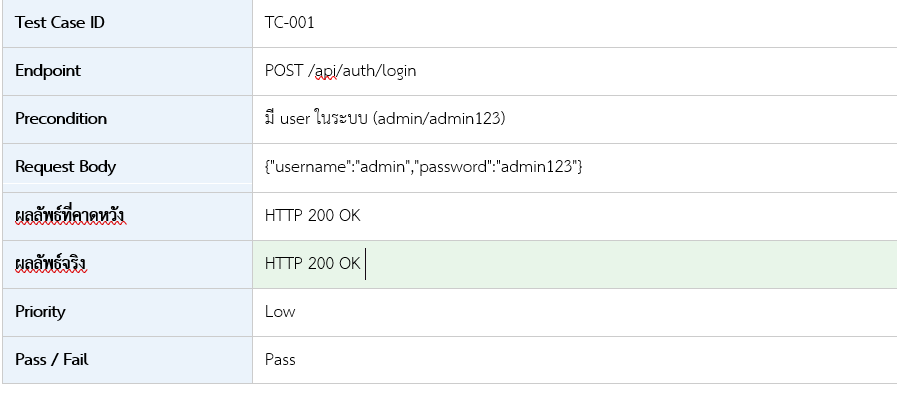 Test Case ID TC-001
Endpoint POST /api/auth/login
Precondition มี user ในระบบ (admin/admin123)
Request Body {"username":"admin","password":"admin123"}
ผลลัพธ์ที่คาดหวัง HTTP 200 OK
ผลลัพธ์จริง HTTP 200 OK
Priority Low
Pass / Fail Pass